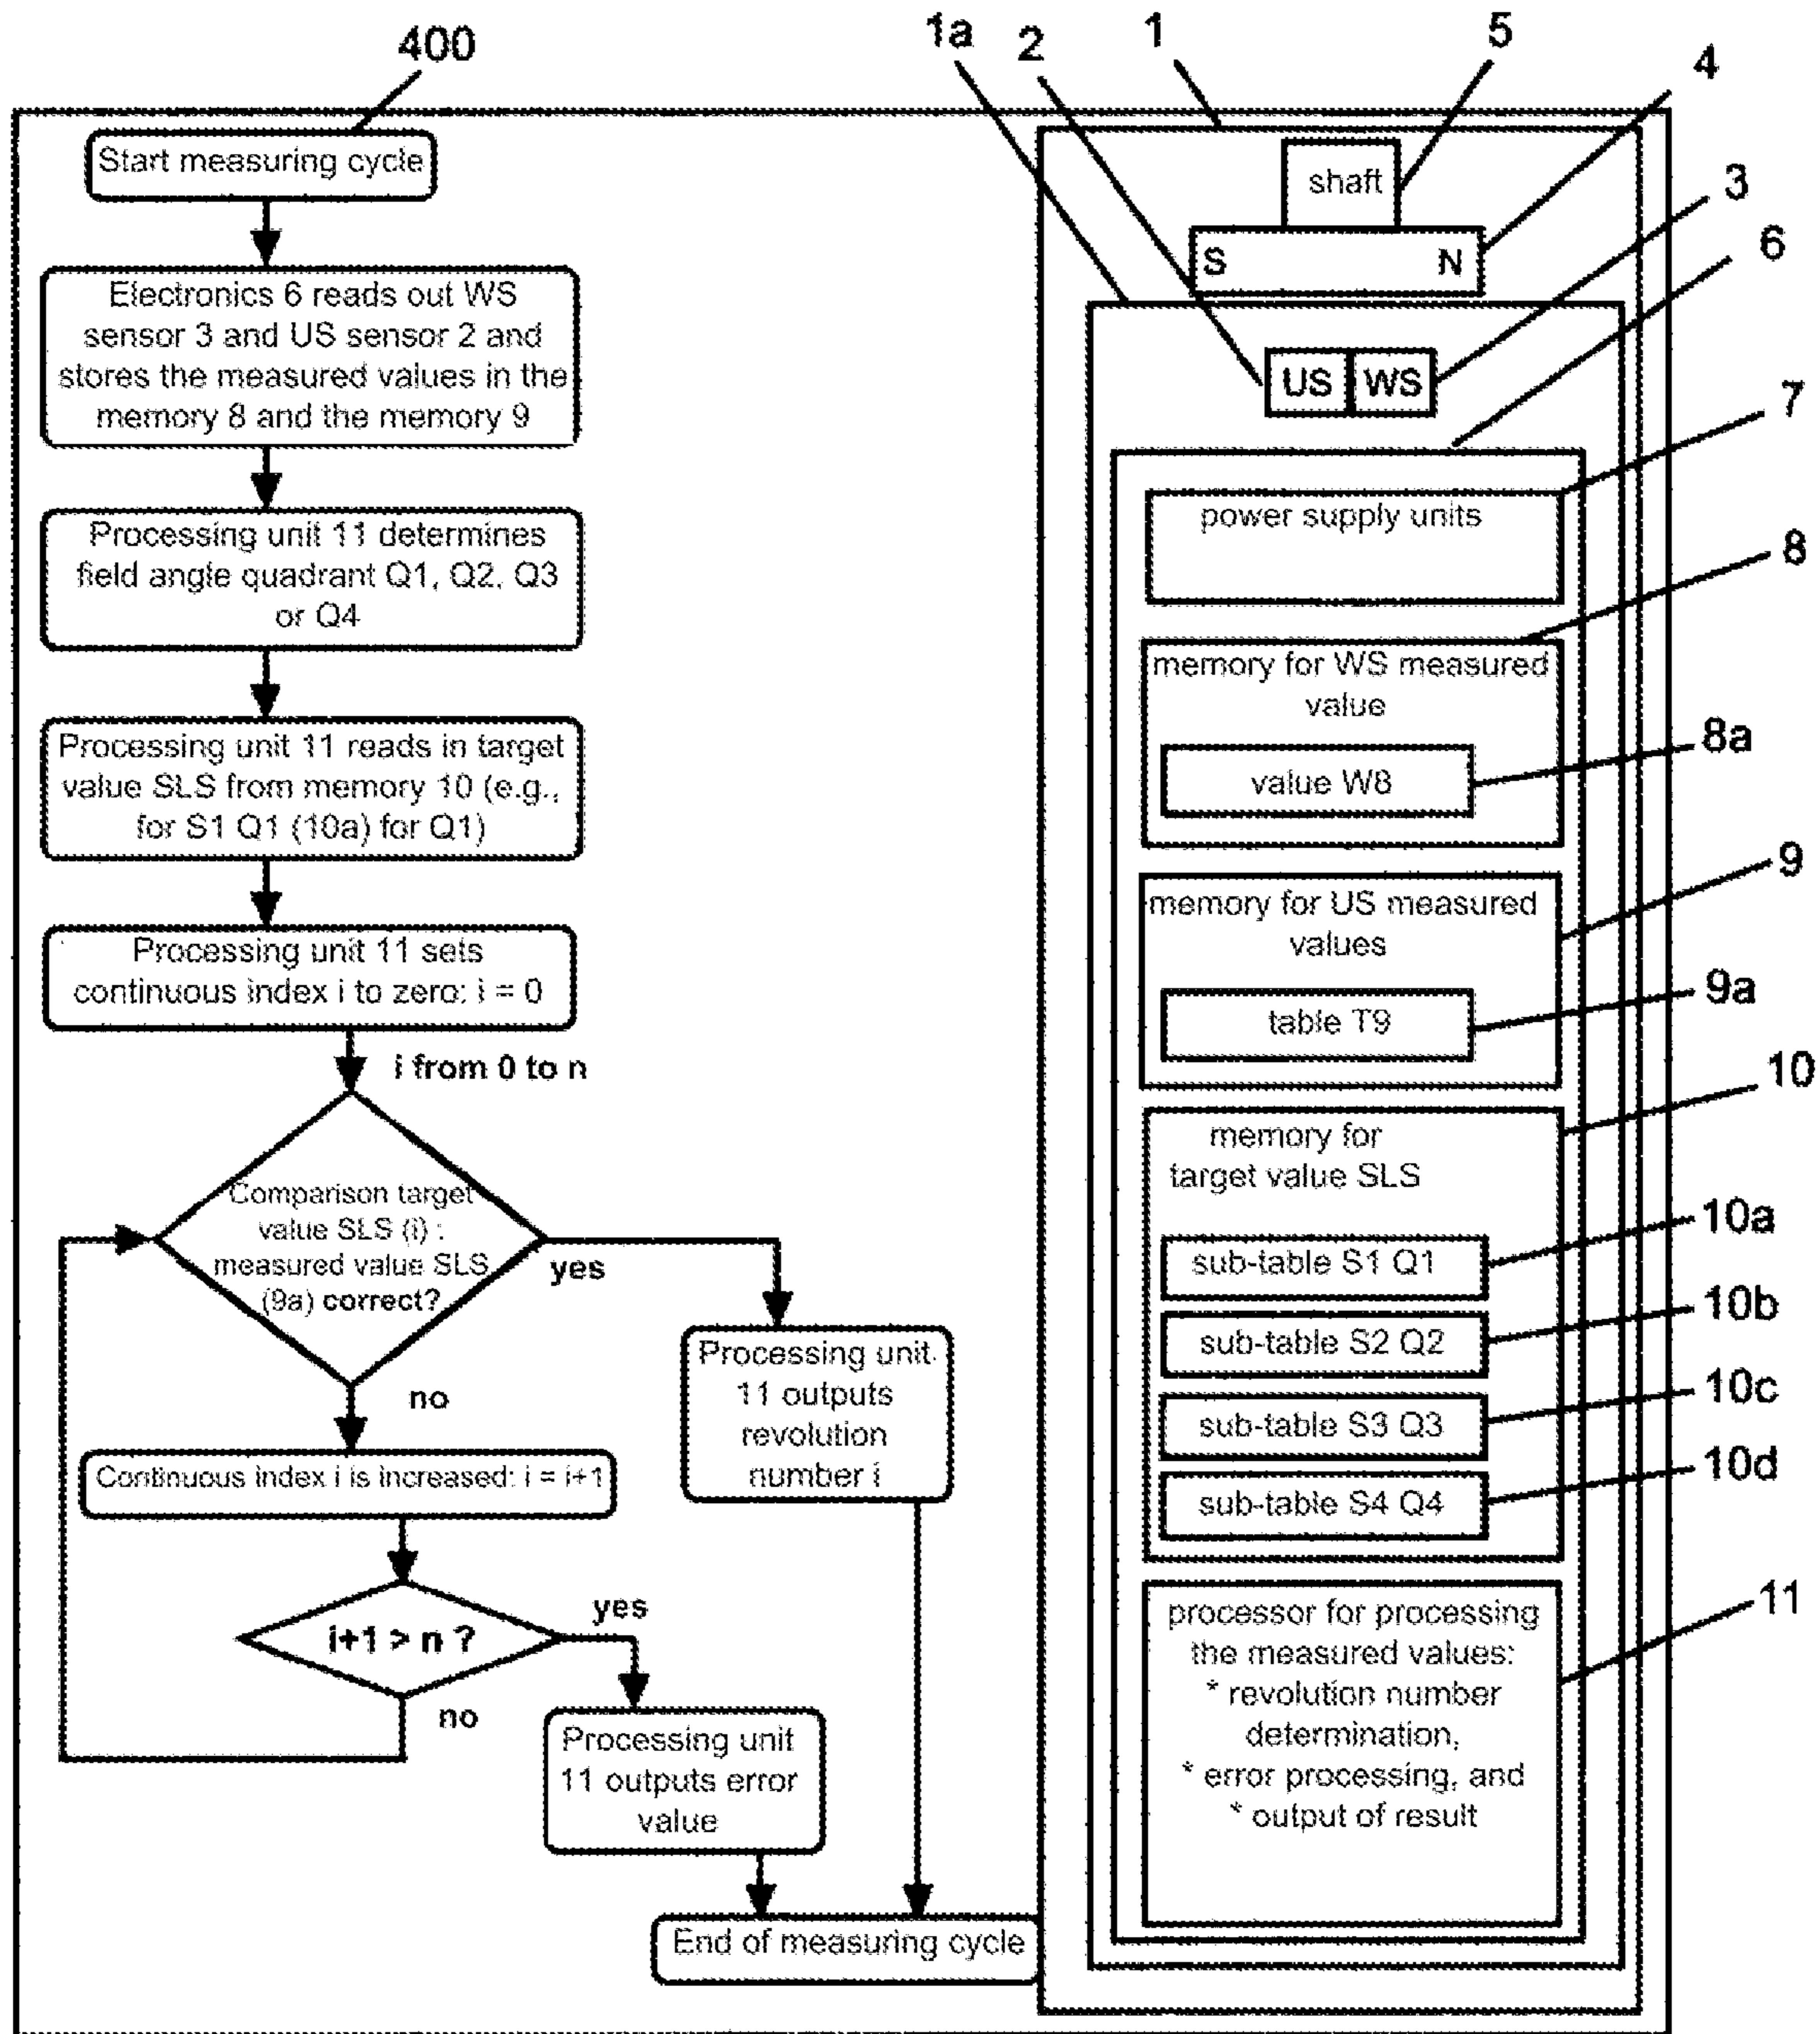 400
Start measuring cycle
Electronics 6 reads out WS
sensor 3 and US sensor 2 and
stores the measured values in the
memory 8 and the memory 9
Processing unit 11 determines
field angle quadrant Q1, Q2, Q3
or Q4
Processing unit 11 reads in target
value SLS from memory 10 (e.g.,
for S1 Q1 (10a) for Q1)
Processing unit 11 sets
continuous index i to zero: i = 0
i from 0 to n
Comparison target
value SLS (i) :
measured value SLS
(9a) correct?
yes
no
Processing unit
11 outputs
revolution
number i
Continuous index i is increased: i = i+1
i+1 > n ?
yes
no
Processing unit
11 outputs error
value
End of measuring cycle
1a
2
1
5
4
3
6
7
8
8a
9
9a
10
10a
10b
10c
10d
11
shaft
S N
US WS
power supply units
memory for WS measured
value
value W8
memory for US measured
values
table T9
memory for
target value SLS
sub-table S1 Q1
sub-table S2 Q2
sub-table S3 Q3
sub-table S4 Q4
processor for processing
the measured values:
* revolution number
determination,
* error processing, and
* output of result